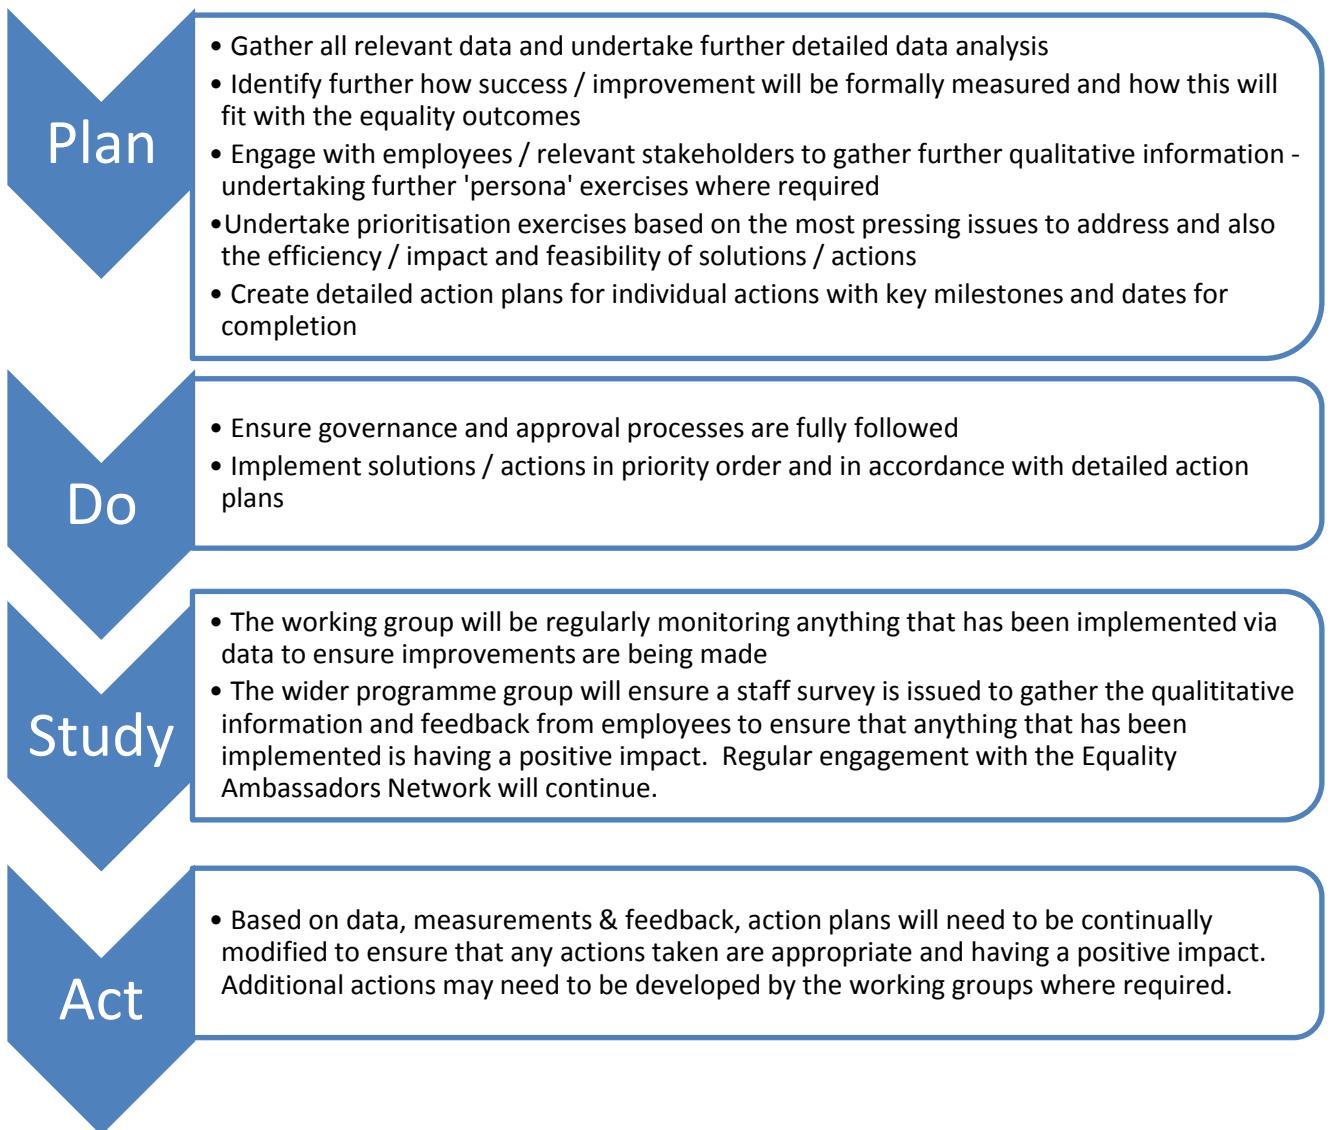 Plan
• Gather all relevant data and undertake further detailed data analysis
• Identify further how success / improvement will be formally measured and how this will
fit with the equality outcomes
• Engage with employees / relevant stakeholders to gather further qualitative information -
undertaking further 'persona' exercises where required
•Undertake prioritisation exercises based on the most pressing issues to address and also
the efficiency / impact and feasibility of solutions / actions
• Create detailed action plans for individual actions with key milestones and dates for
completion
Do
• Ensure governance and approval processes are fully followed
• Implement solutions / actions in priority order and in accordance with detailed action
plans
Study
• The working group will be regularly monitoring anything that has been implemented via
data to ensure improvements are being made
• The wider programme group will ensure a staff survey is issued to gather the qualititative
information and feedback from employees to ensure that anything that has been
implemented is having a positive impact.  Regular engagement with the Equality
Ambassadors Network will continue.
Act
• Based on data, measurements & feedback, action plans will need to be continually
modified to ensure that any actions taken are appropriate and having a positive impact.
Additional actions may need to be developed by the working groups where required.